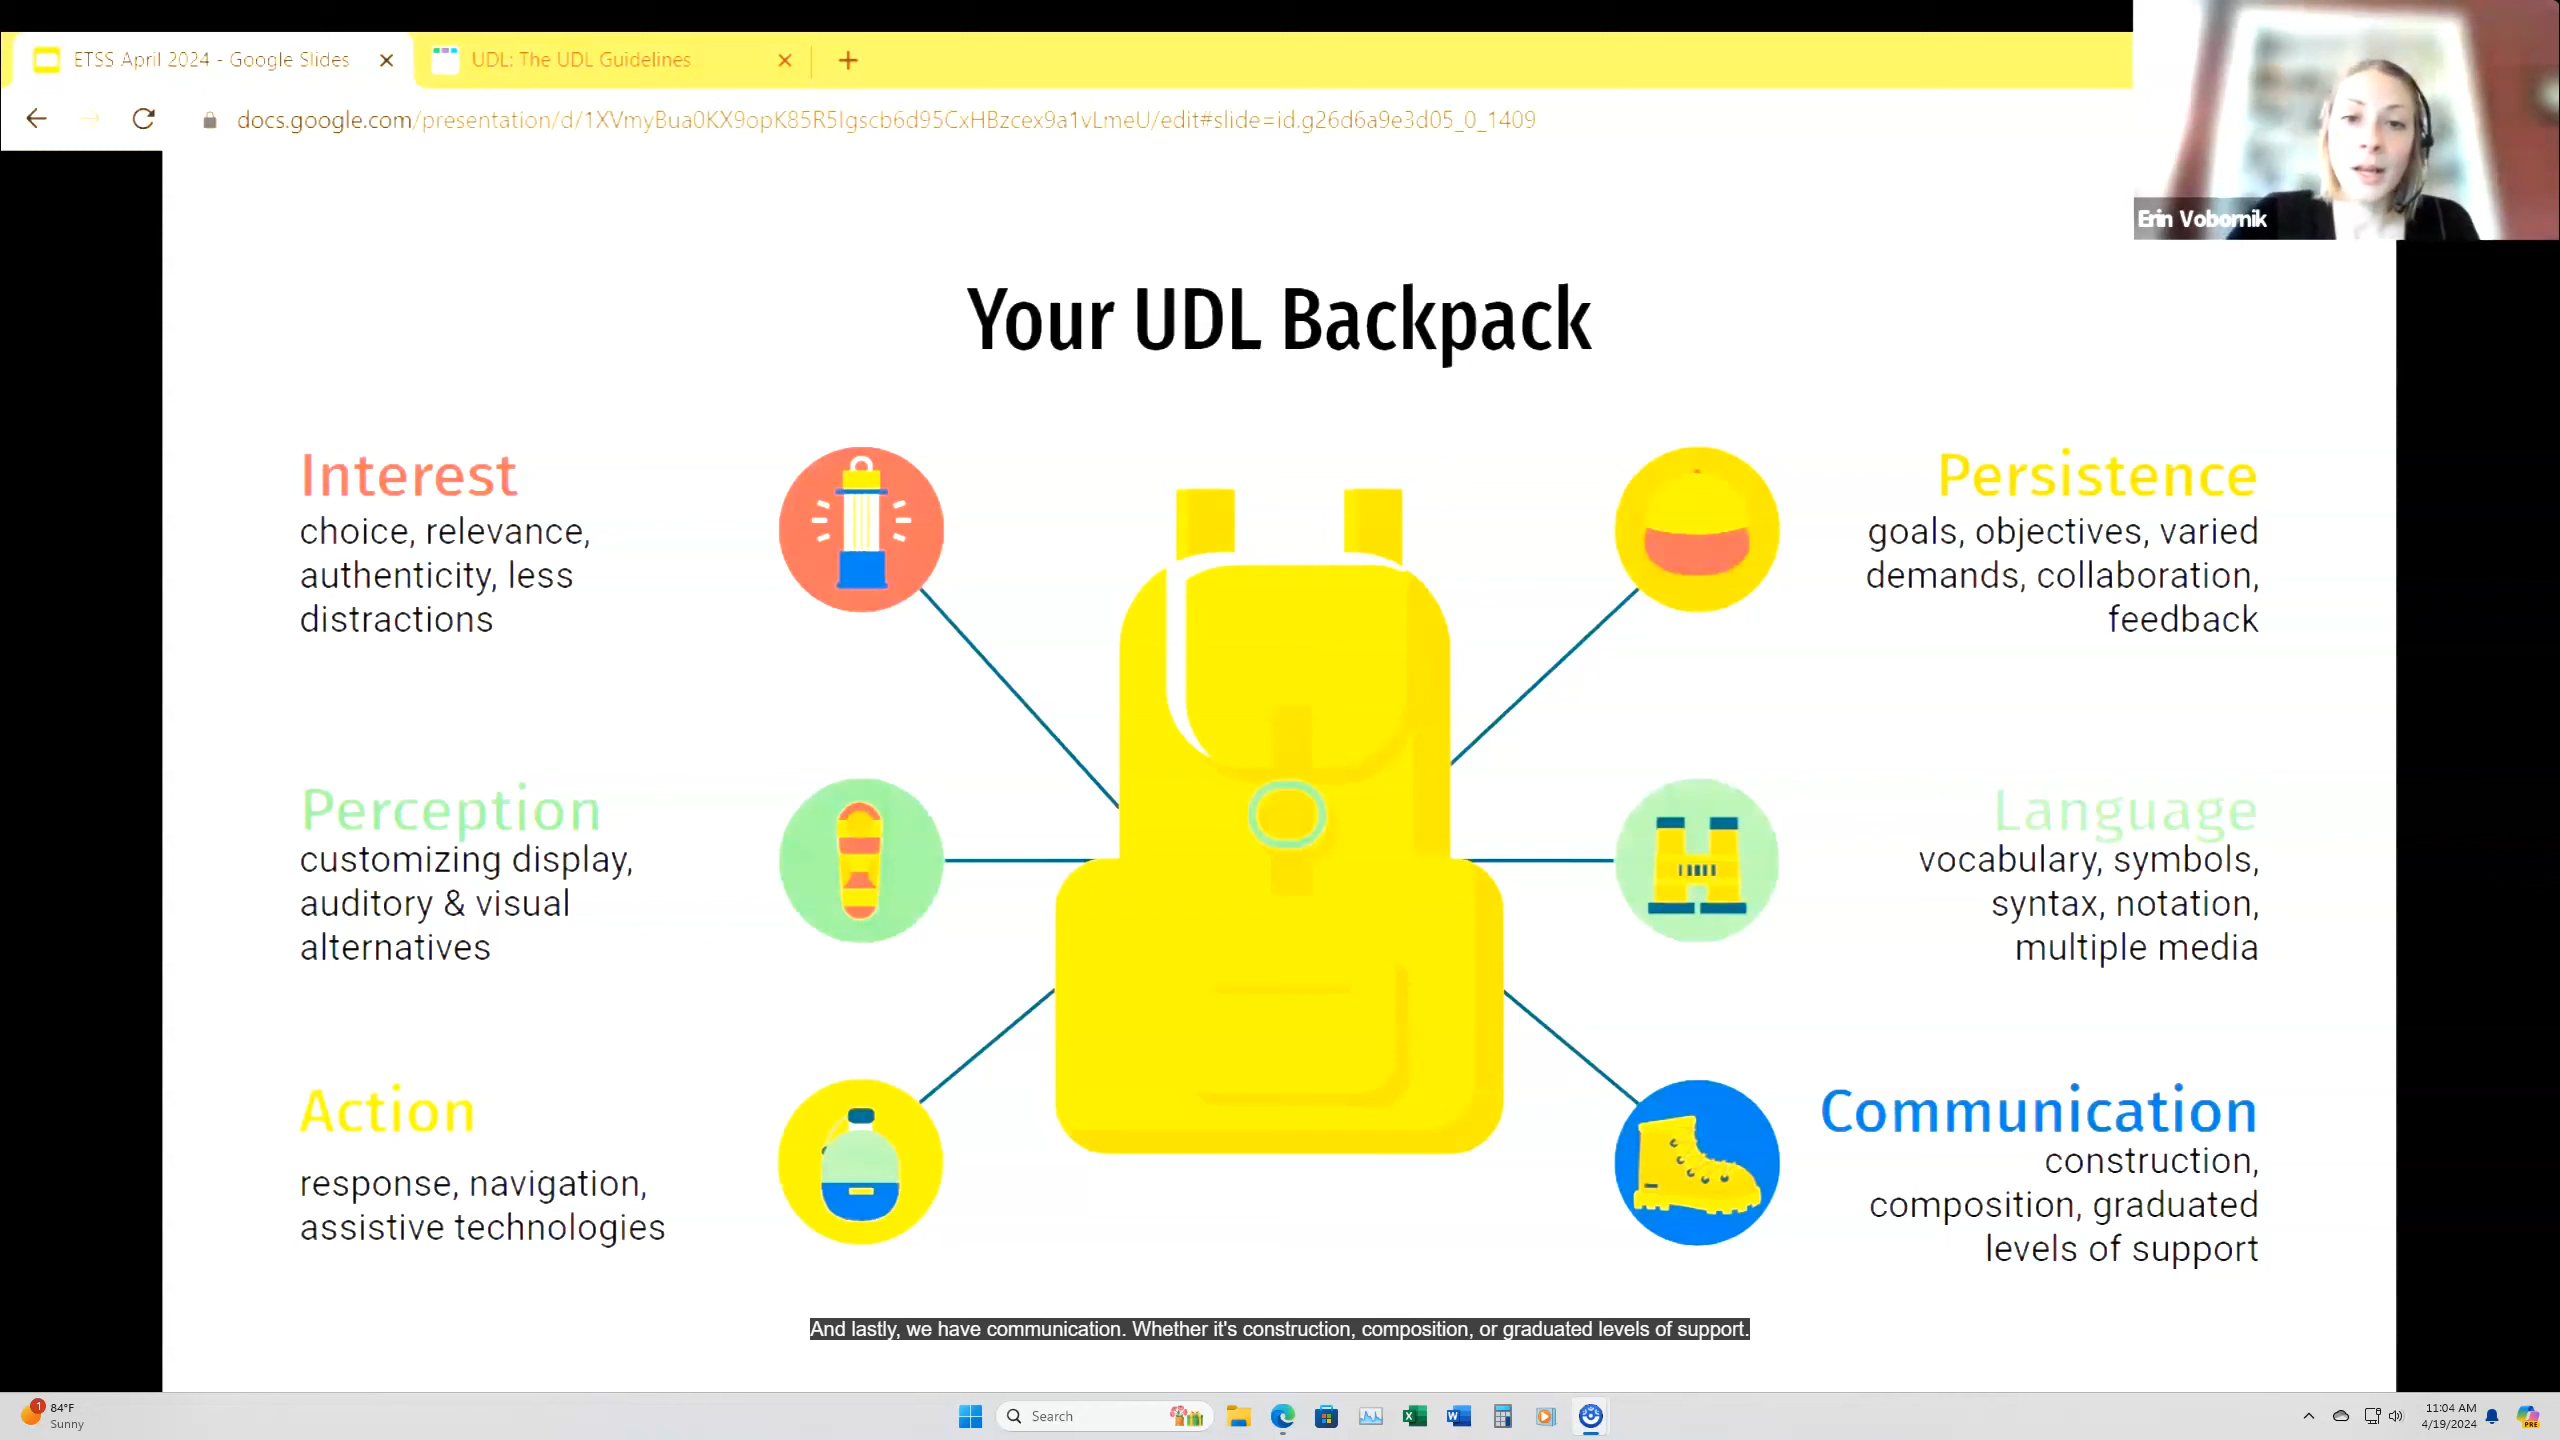 ETSS April 2024 - Google Slides
UDL: The UDL Guidelines
docs.google.com/presentation/d/1XVmyBua0KX9opK85R5Igscb6d95CxHBzcex9a1vLmeU/edit#slide=id.g26d6a9e3d05_0_1409
Erin Vobornik
Your UDL Backpack
Interest
choice, relevance,
authenticity, less
distractions
Persistence
goals, objectives, varied
demands, collaboration,
feedback
Perception
customizing display,
auditory & visual
alternatives
Language
vocabulary, symbols,
syntax, notation,
multiple media
Action
response, navigation,
assistive technologies
Communication
construction,
composition, graduated
levels of support
And lastly, we have communication. Whether it's construction, composition, or graduated levels of support.
1
84°F
Sunny
Search
11:04 AM
4/19/2024
PRE